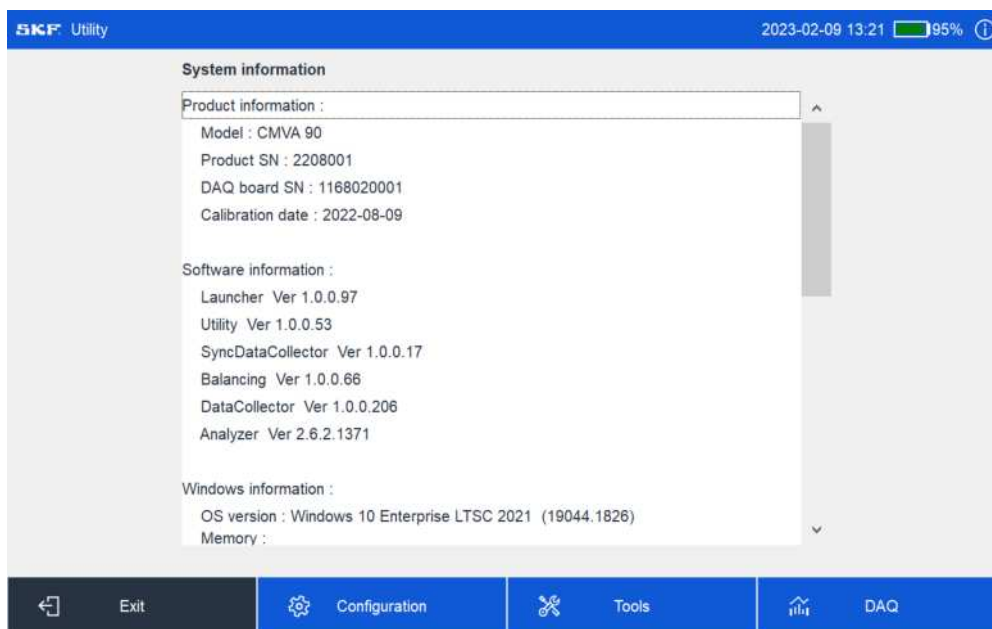 SKF Utility
2023-02-09 13:21 95%
System information
Product information :
Model : CMVA 90
Product SN : 2208001
DAQ board SN : 1168020001
Calibration date : 2022-08-09
Software information :
Launcher Ver 1.0.0.97
Utility Ver 1.0.0.53
SyncDataCollector Ver 1.0.0.17
Balancing Ver 1.0.0.66
DataCollector Ver 1.0.0.206
Analyzer Ver 2.6.2.1371
Windows information :
OS version : Windows 10 Enterprise LTSC 2021 (19044.1826)
Memory :
Exit
Configuration
Tools
DAQ